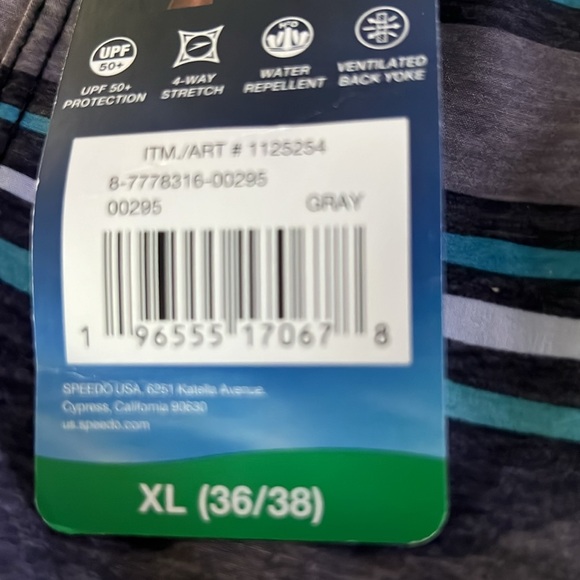 UPF
50+
H²O
UPF 50+
PROTECTION
4-WAY
STRETCH
WATER
REPELLENT
VENTILATED
BACK YOKE
ITM./ART # 1125254
8-7778316-00295
00295 GRAY
1 96555 17067 8
SPEEDO USA. 6251 Katella Avenue.
Cypress, California 90630
us.speedo.com
XL (36/38)